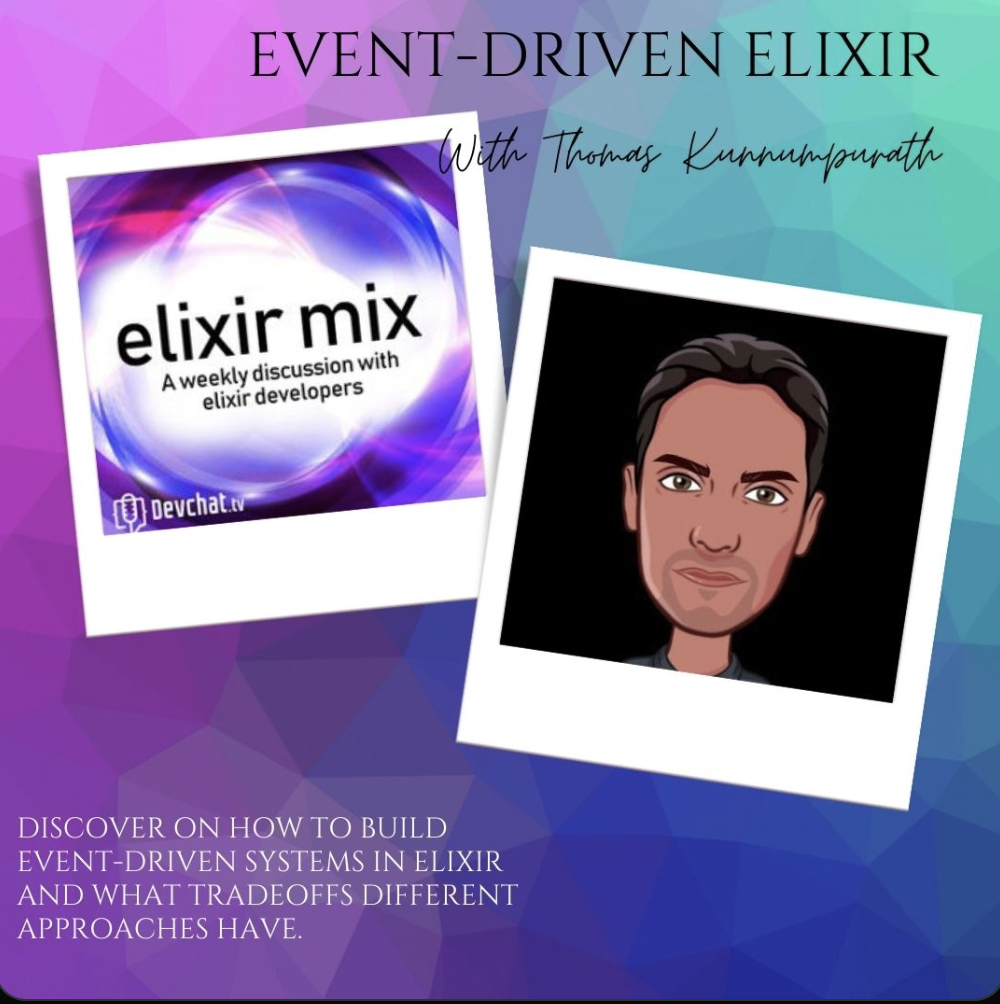 EVENT-DRIVEN ELIXIR
With Thomas Kunnumpurath
elixir mix
A weekly discussion with
elixir developers
Devchat.tv
DISCOVER ON HOW TO BUILD
EVENT-DRIVEN SYSTEMS IN ELIXIR
AND WHAT TRADEOFFS DIFFERENT
APPROACHES HAVE.